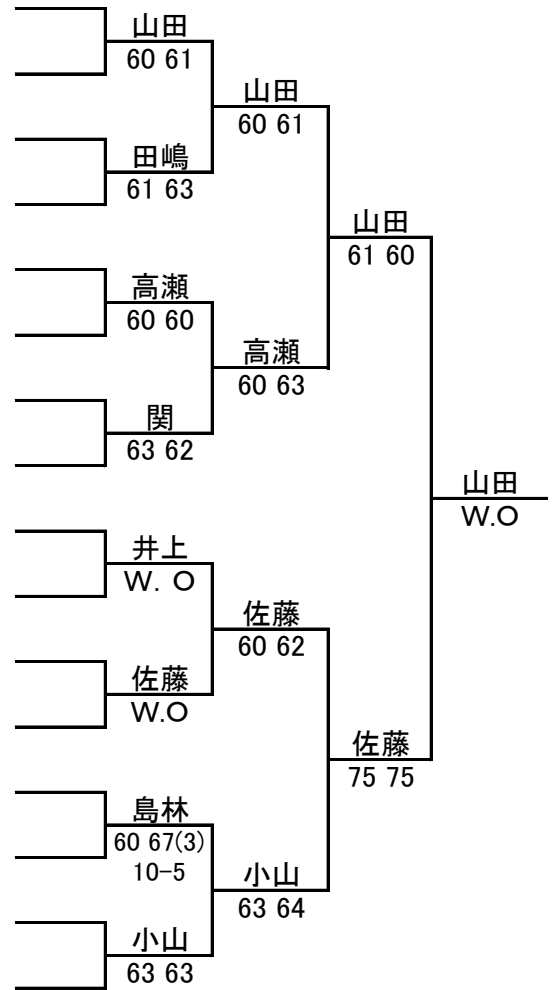 山田
60 61
山田
60 61
田嶋
61 63
山田
61 60
高瀬
60 60
高瀬
60 63
関
63 62
山田
W.O
井上
W. O
佐藤
60 62
佐藤
W.O
佐藤
75 75
島林
60 67(3)
10-5
小山
63 64
小山
63 63